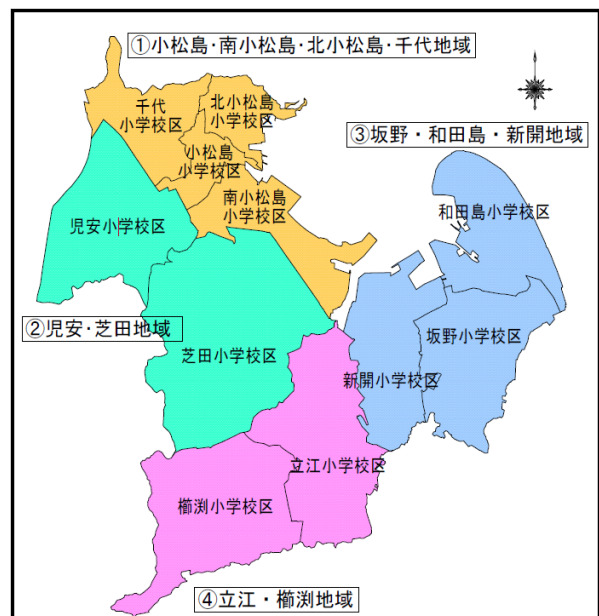 ①小松島・南小松島・北小松島・千代地域
千代
小学校区
北小松島
小学校区
③坂野・和田島・新開地域
小松島
小学校区
南小松島
小学校区
和田島小学校区
児安小学校区
②児安・芝田地域
坂野小学校区
芝田小学校区
新開小学校区
立江小学校区
櫛渕小学校区
④立江・櫛渕地域